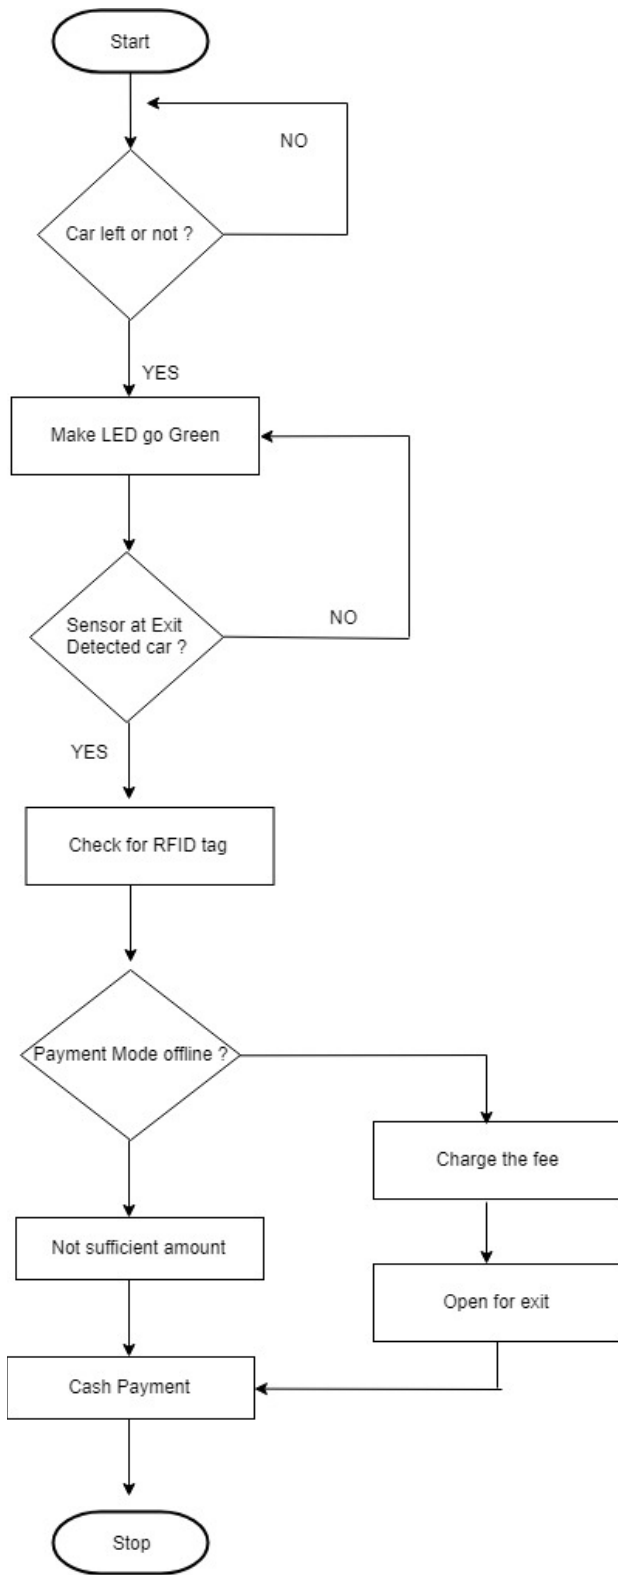 Start
NO
Car left or not ?
YES
Make LED go Green
Sensor at Exit
Detected car ?
NO
YES
Check for RFID tag
Payment Mode offline ?
Charge the fee
Not sufficient amount
Open for exit
Cash Payment
Stop